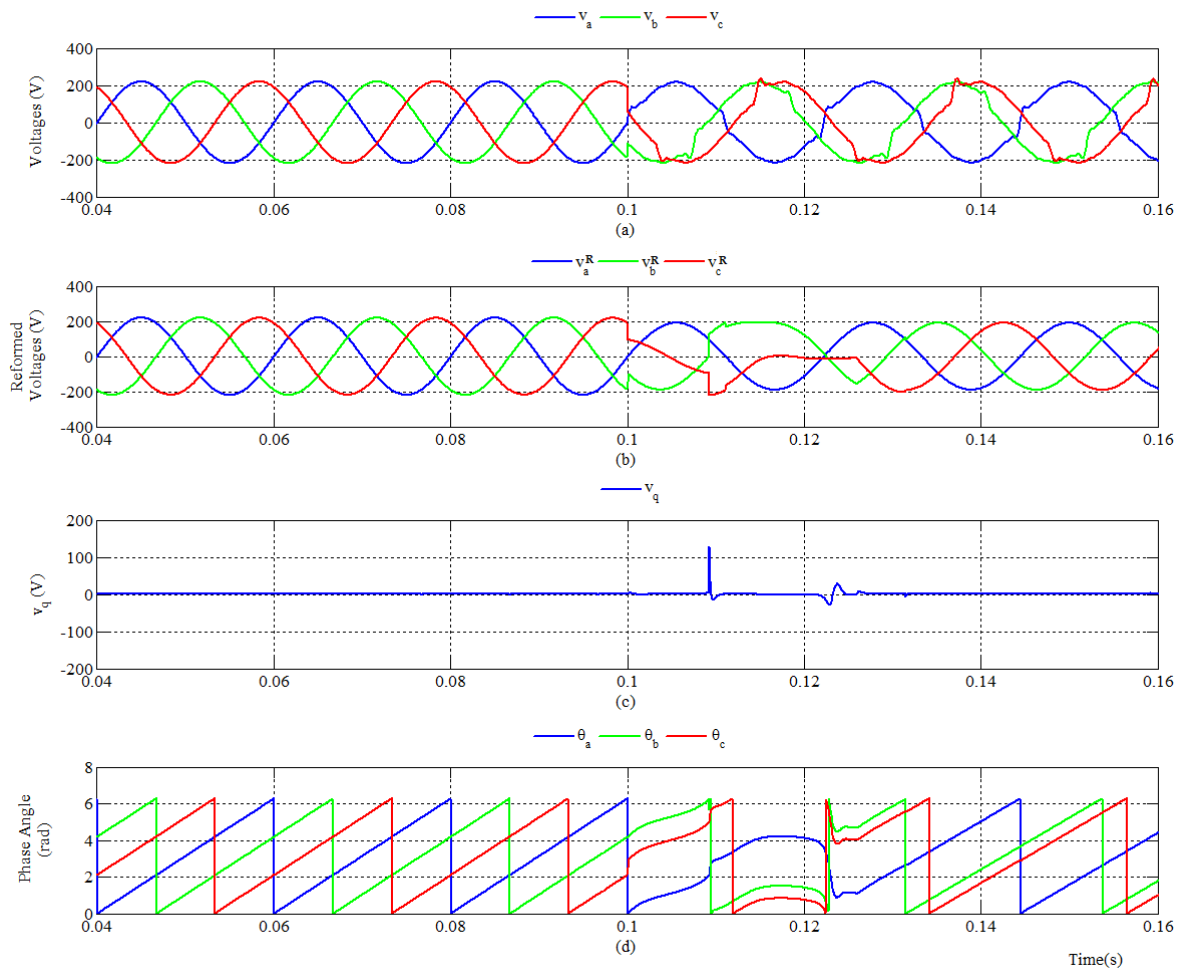 v_a v_b v_c
Voltages (V)
400
200
0
-200
-400
0.04 0.06 0.08 0.1 0.12 0.14 0.16
(a)
v_a^R v_b^R v_c^R
Reformed
Voltages (V)
400
200
0
-200
-400
0.04 0.06 0.08 0.1 0.12 0.14 0.16
(b)
v_q
v_q (V)
200
100
0
-100
-200
0.04 0.06 0.08 0.1 0.12 0.14 0.16
(c)
θ_a θ_b θ_c
Phase Angle
(rad)
8
6
4
2
0
0.04 0.06 0.08 0.1 0.12 0.14 0.16
(d)
Time(s)